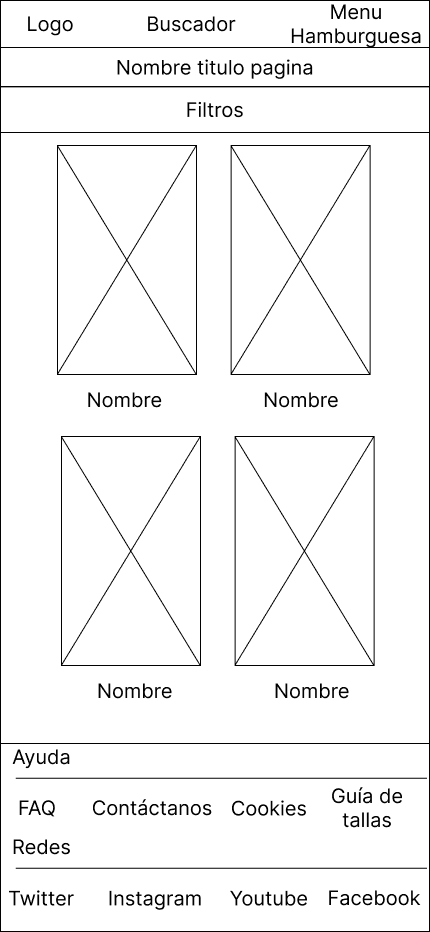 Logo Buscador Menu
Hamburguesa
Nombre titulo pagina
Filtros
Nombre Nombre
Nombre Nombre
Ayuda
FAQ Contáctanos Cookies Guía de
tallas
Redes
Twitter Instagram Youtube Facebook